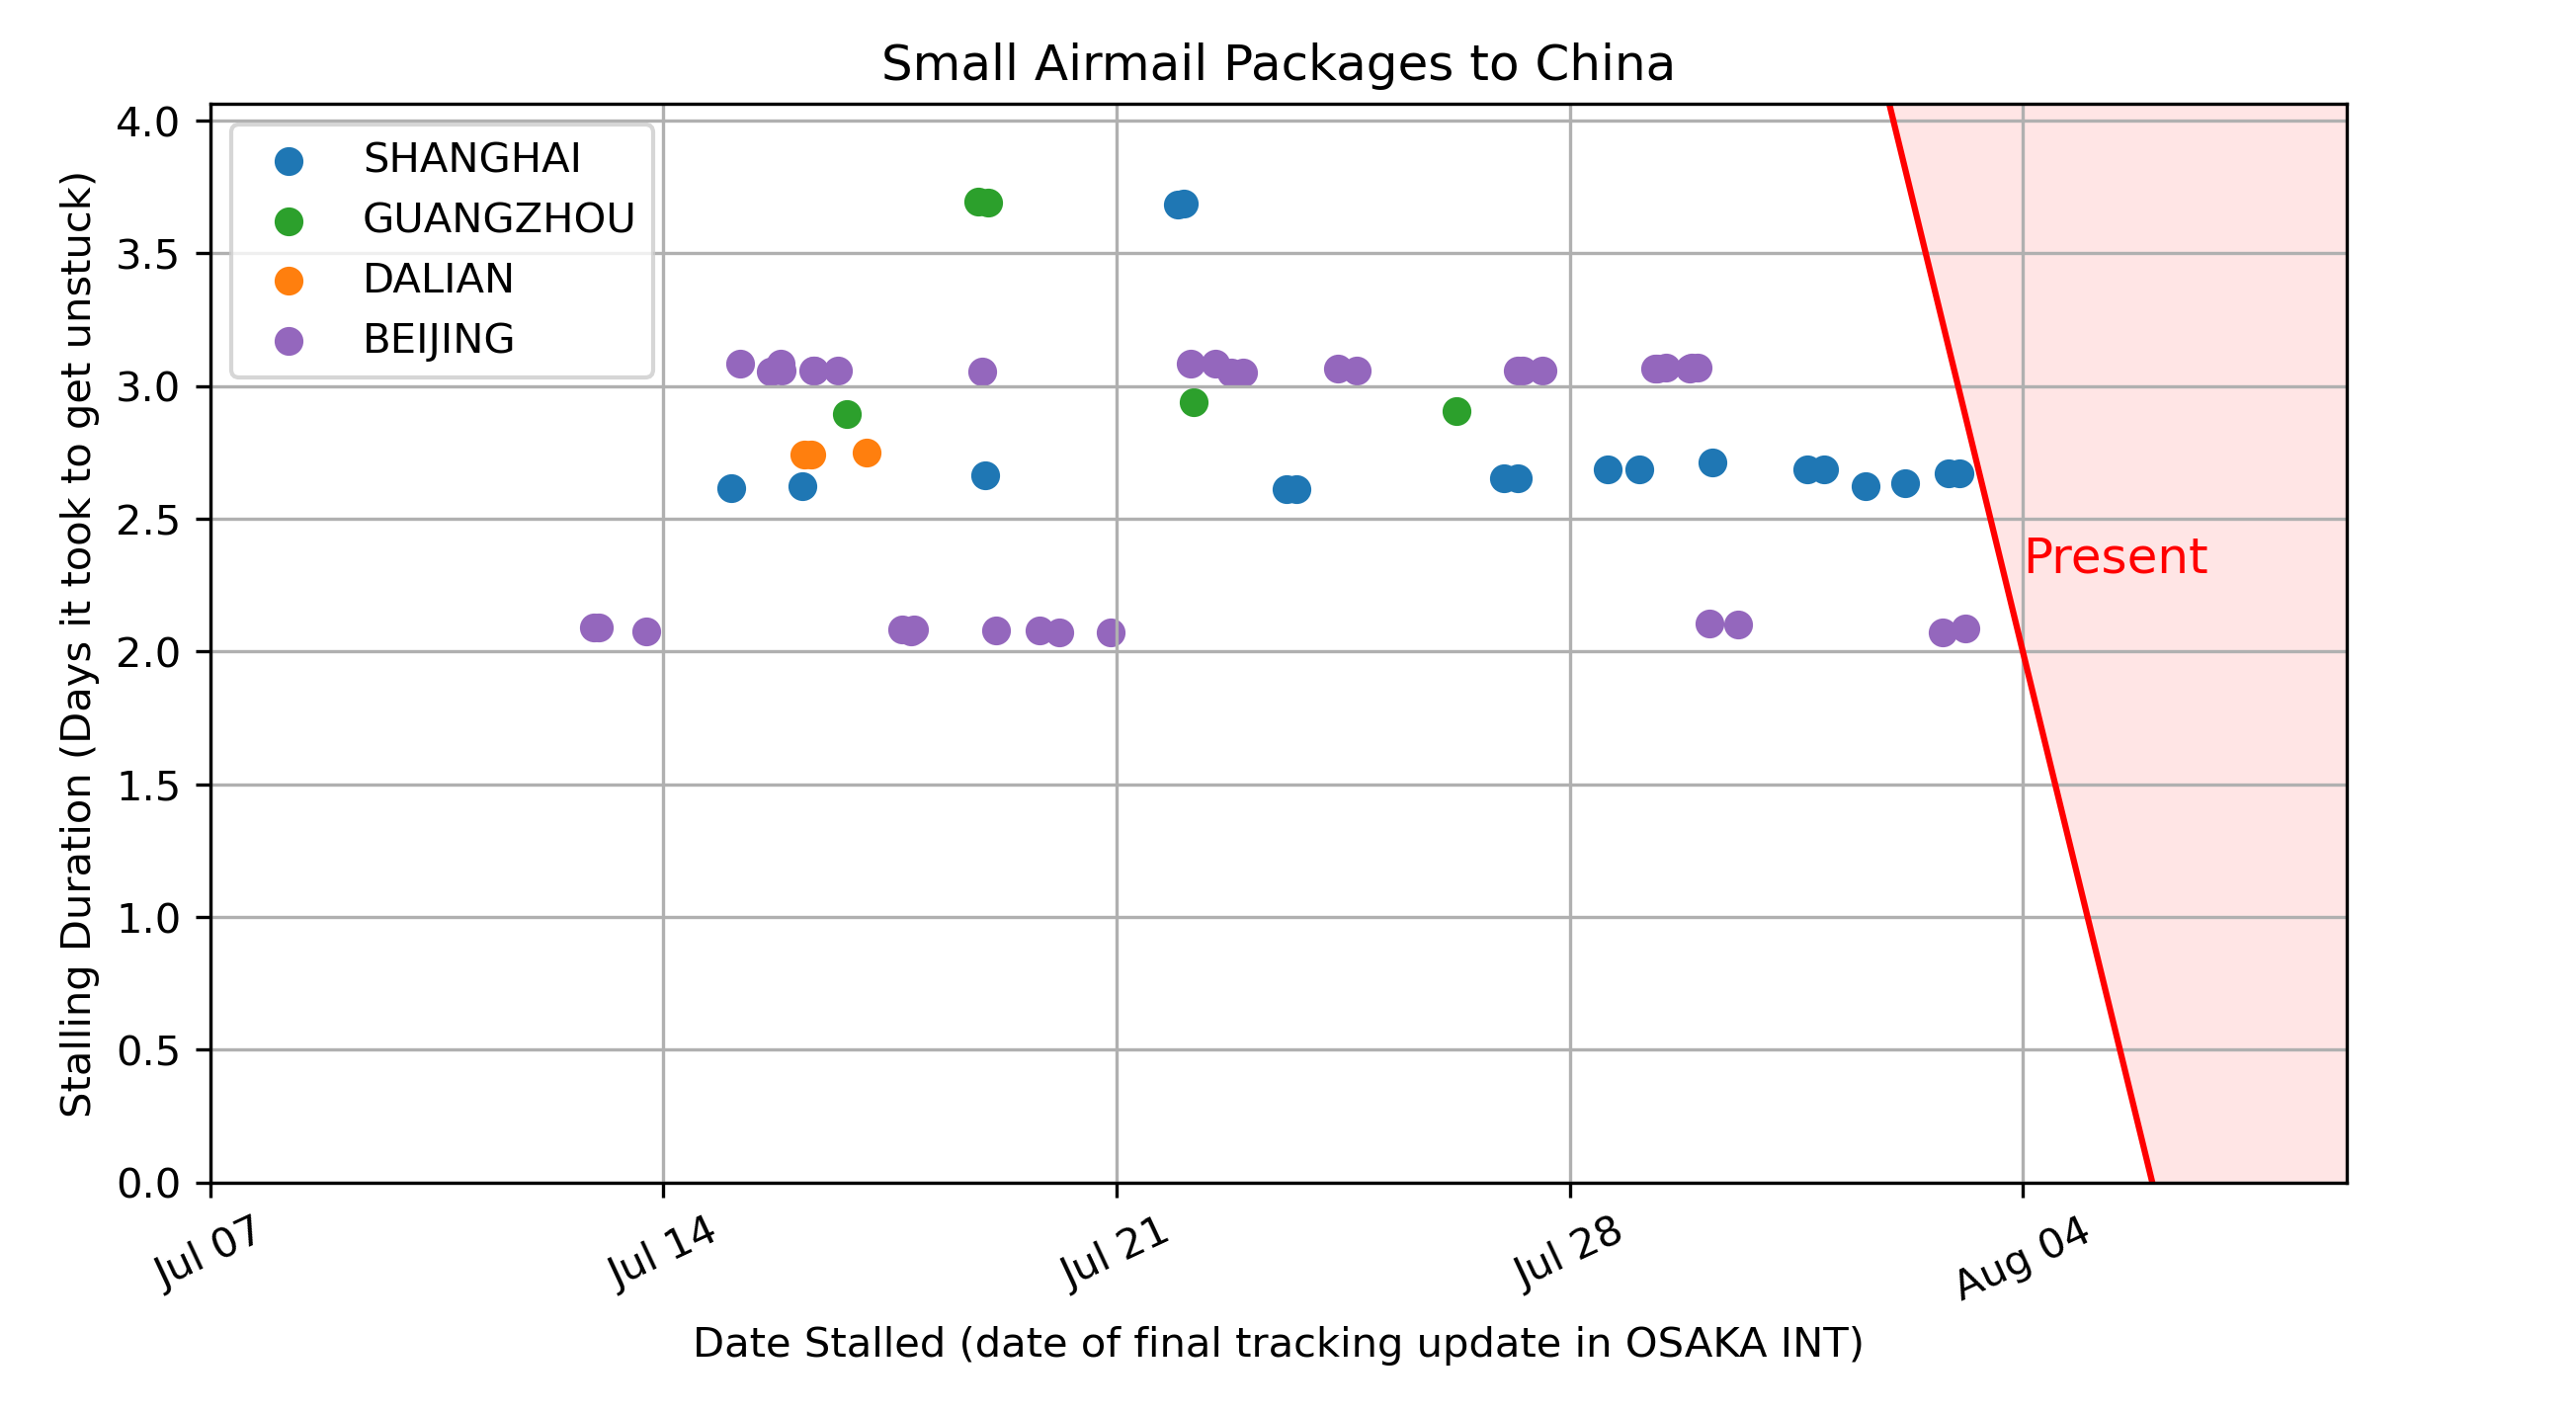 Small Airmail Packages to China
Stalling Duration (Days it took to get unstuck)
4.0
3.5
3.0
2.5
2.0
1.5
1.0
0.5
0.0
SHANGHAI
GUANGZHOU
DALIAN
BEIJING
Present
Jul 07
Jul 14
Jul 21
Jul 28
Aug 04
Date Stalled (date of final tracking update in OSAKA INT)